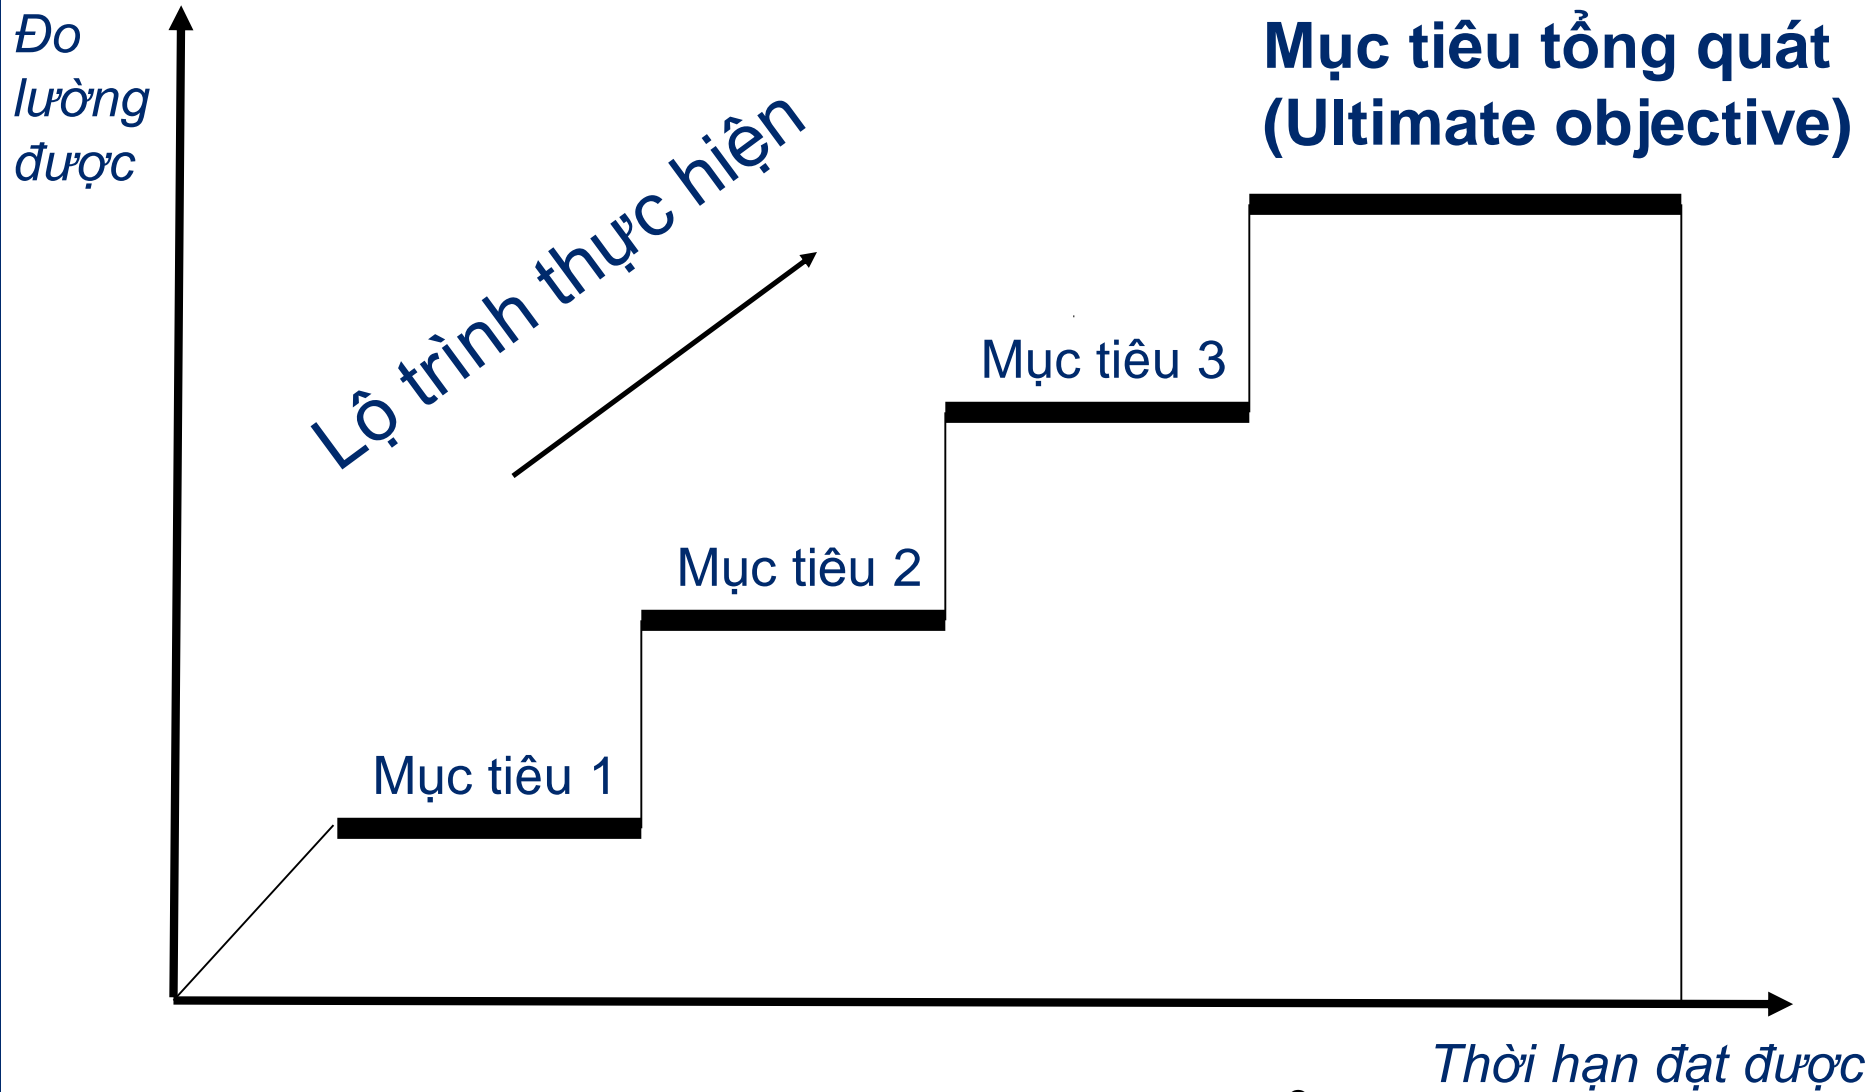 Đo
lường
được
Mục tiêu tổng quát
(Ultimate objective)
Lộ trình thực hiện
Mục tiêu 3
Mục tiêu 2
Mục tiêu 1
Thời hạn đạt được